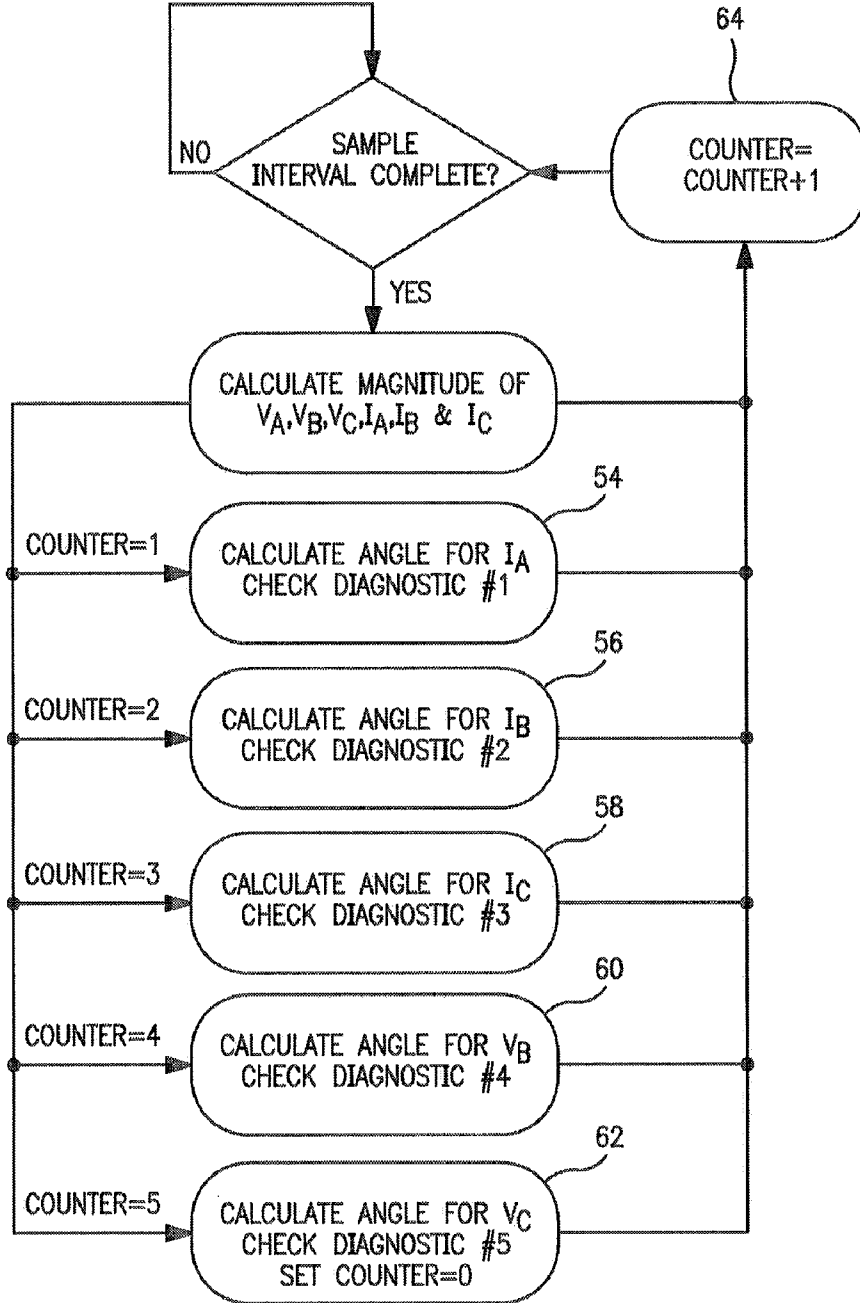 64
SAMPLE
INTERVAL COMPLETE?
NO
COUNTER=
COUNTER+1
YES
CALCULATE MAGNITUDE OF
VA,VB,VC,IA,IB & IC
54
COUNTER=1
CALCULATE ANGLE FOR IA
CHECK DIAGNOSTIC #1
56
COUNTER=2
CALCULATE ANGLE FOR IB
CHECK DIAGNOSTIC #2
58
COUNTER=3
CALCULATE ANGLE FOR IC
CHECK DIAGNOSTIC #3
60
COUNTER=4
CALCULATE ANGLE FOR VB
CHECK DIAGNOSTIC #4
62
COUNTER=5
CALCULATE ANGLE FOR VC
CHECK DIAGNOSTIC #5
SET COUNTER=0